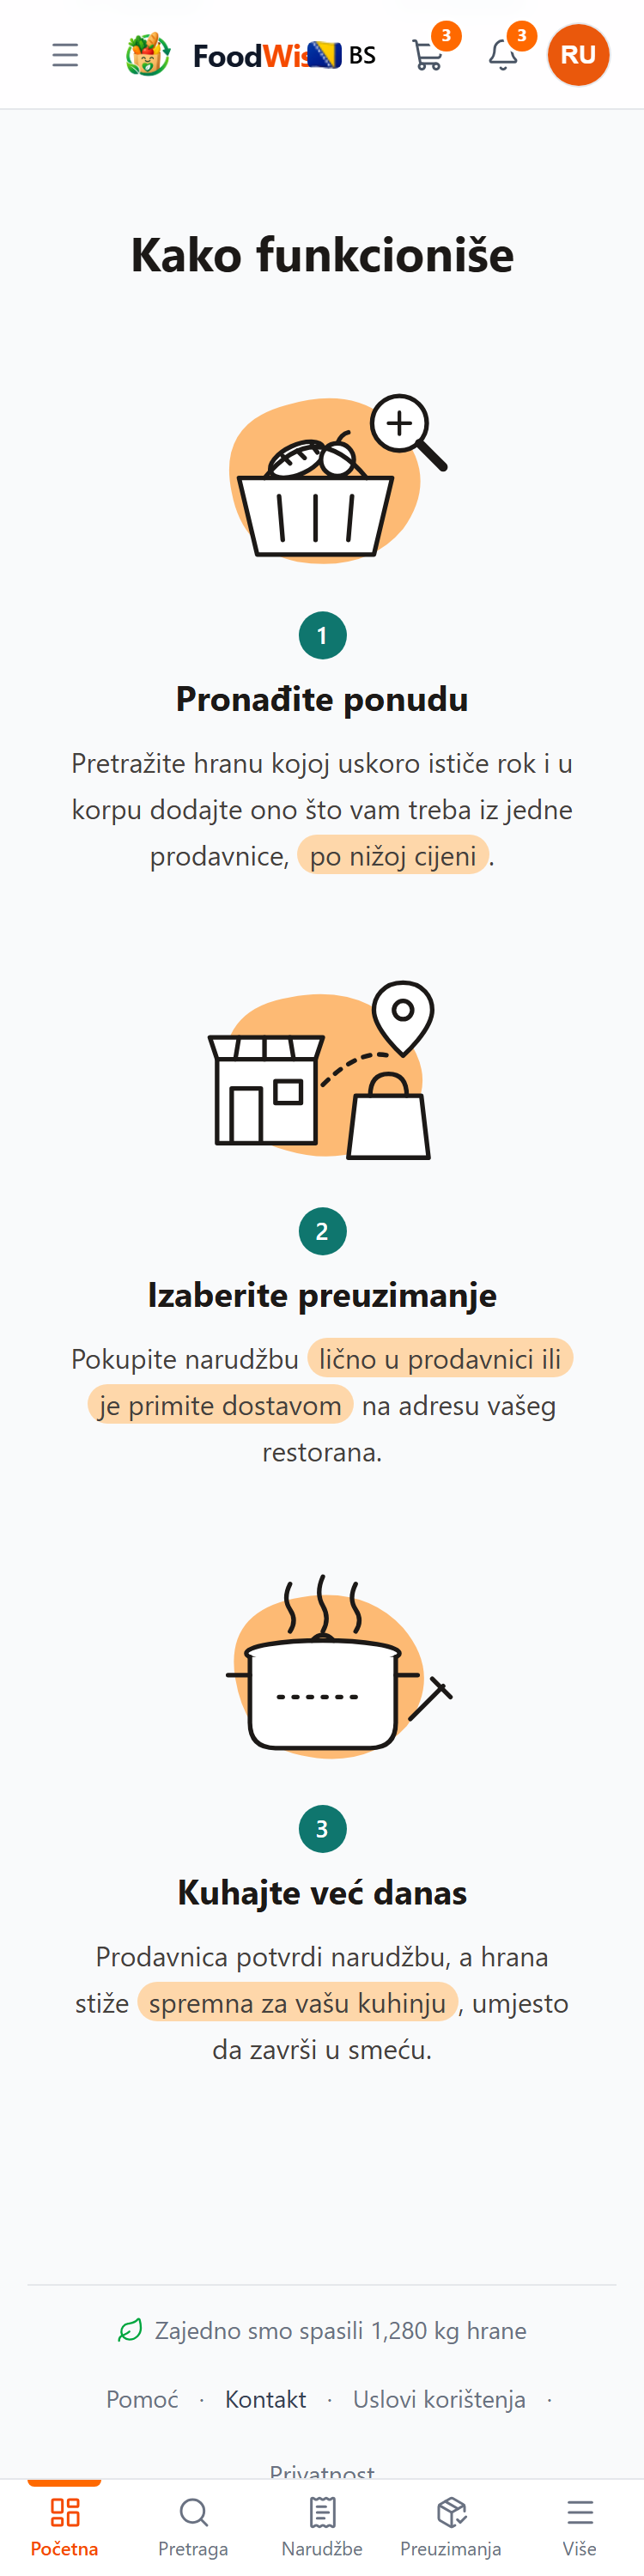 FoodWis
BS
3
3
RU
Kako funkcioniše
1
Pronađite ponudu
Pretražite hranu kojoj uskoro ističe rok i u
korpu dodajte ono što vam treba iz jedne
prodavnice, po nižoj cijeni .
2
Izaberite preuzimanje
Pokupite narudžbu lično u prodavnici ili
je primite dostavom na adresu vašeg
restorana.
3
Kuhajte već danas
Prodavnica potvrdi narudžbu, a hrana
stiže spremna za vašu kuhinju , umjesto
da završi u smeću.
Zajedno smo spasili 1,280 kg hrane
Pomoć · Kontakt · Uslovi korištenja ·
Privatnost
Početna
Pretraga
Narudžbe
Preuzimanja
Više